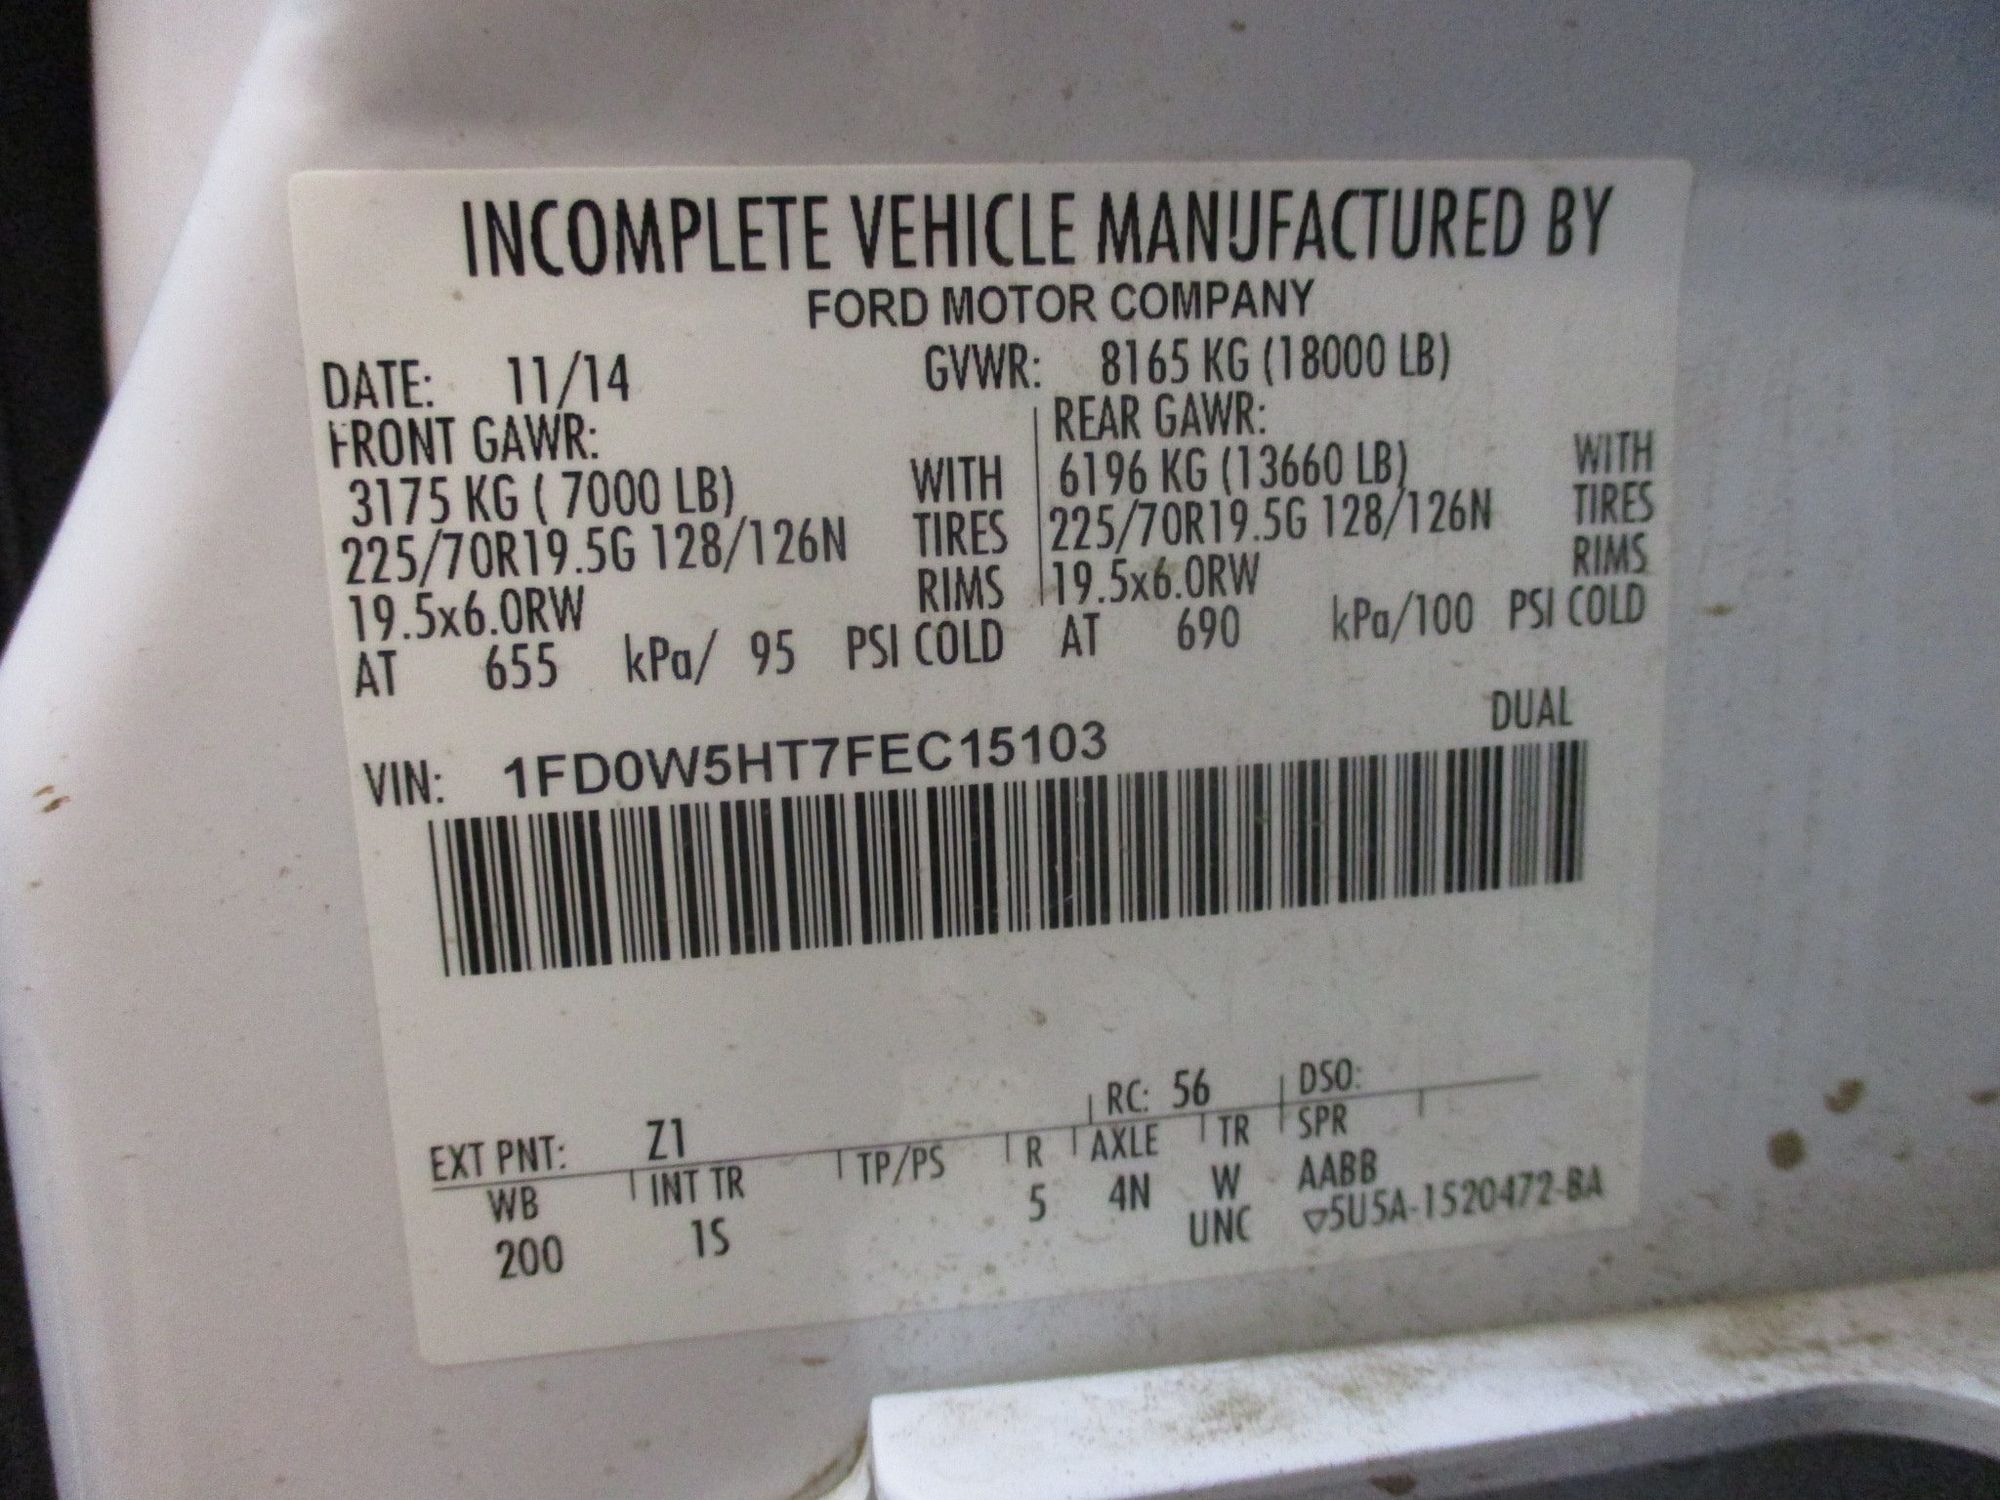 INCOMPLETE VEHICLE MANUFACTURED BY
FORD MOTOR COMPANY
DATE: 11/14 GVWR: 8165 KG (18000 LB)
FRONT GAWR: REAR GAWR:
3175 KG ( 7000 LB) WITH 6196 KG (13660 LB) WITH
225/70R19.5G 128/126N TIRES 225/70R19.5G 128/126N TIRES
19.5x6.0RW RIMS 19.5x6.0RW RIMS
AT 655 kPa/ 95 PSI COLD AT 690 kPa/100 PSI COLD
DUAL
VIN: 1FD0W5HT7FEC15103
EXT PNT: Z1 RC: 56 DSO:
WB INT TR TP/PS R AXLE TR SPR
200 1S 5 4N W AABB
UNC ▽5U5A-1520472-BA